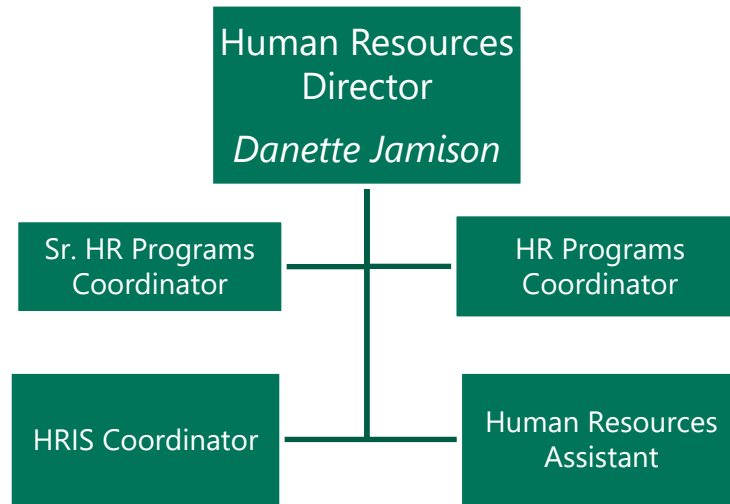 Human Resources
Director
Danette Jamison
Sr. HR Programs
Coordinator
HR Programs
Coordinator
HRIS Coordinator
Human Resources
Assistant